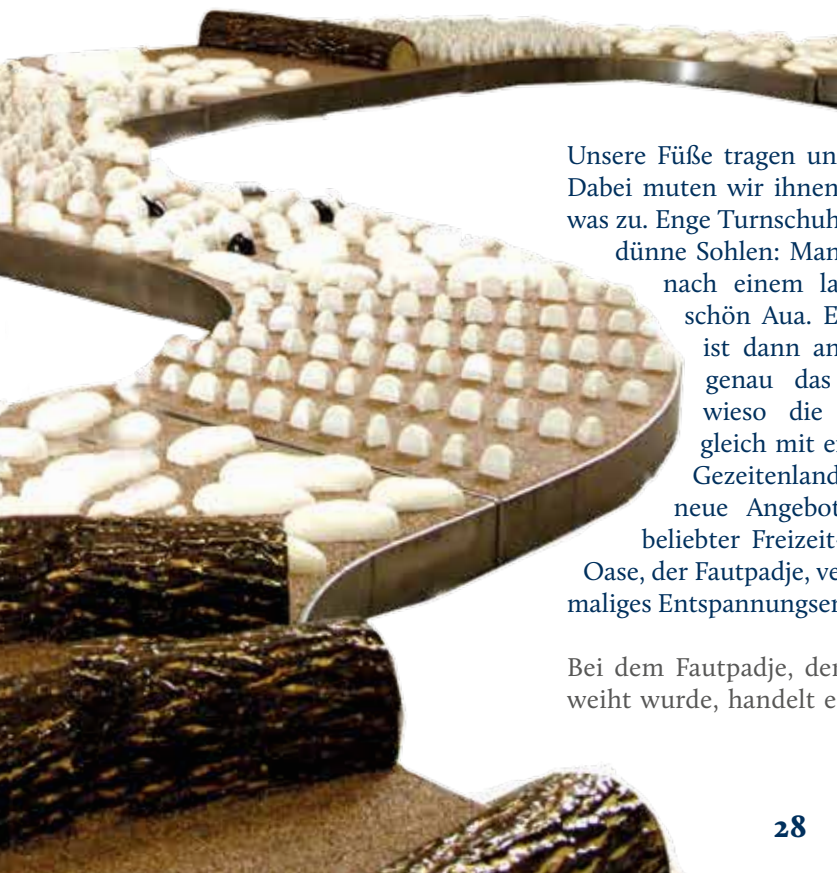 Unsere Füße tragen un
Dabei muten wir ihnen
was zu. Enge Turnschuh
dünne Sohlen: Man
nach einem la
schön Aua. E
ist dann an
genau das
wieso die
gleich mit e
Gezeitenland
neue Angebot
beliebter Freizeit-
Oase, der Fautpadje, ve
maliges Entspannungser
Bei dem Fautpadje, der
weiht wurde, handelt e
28